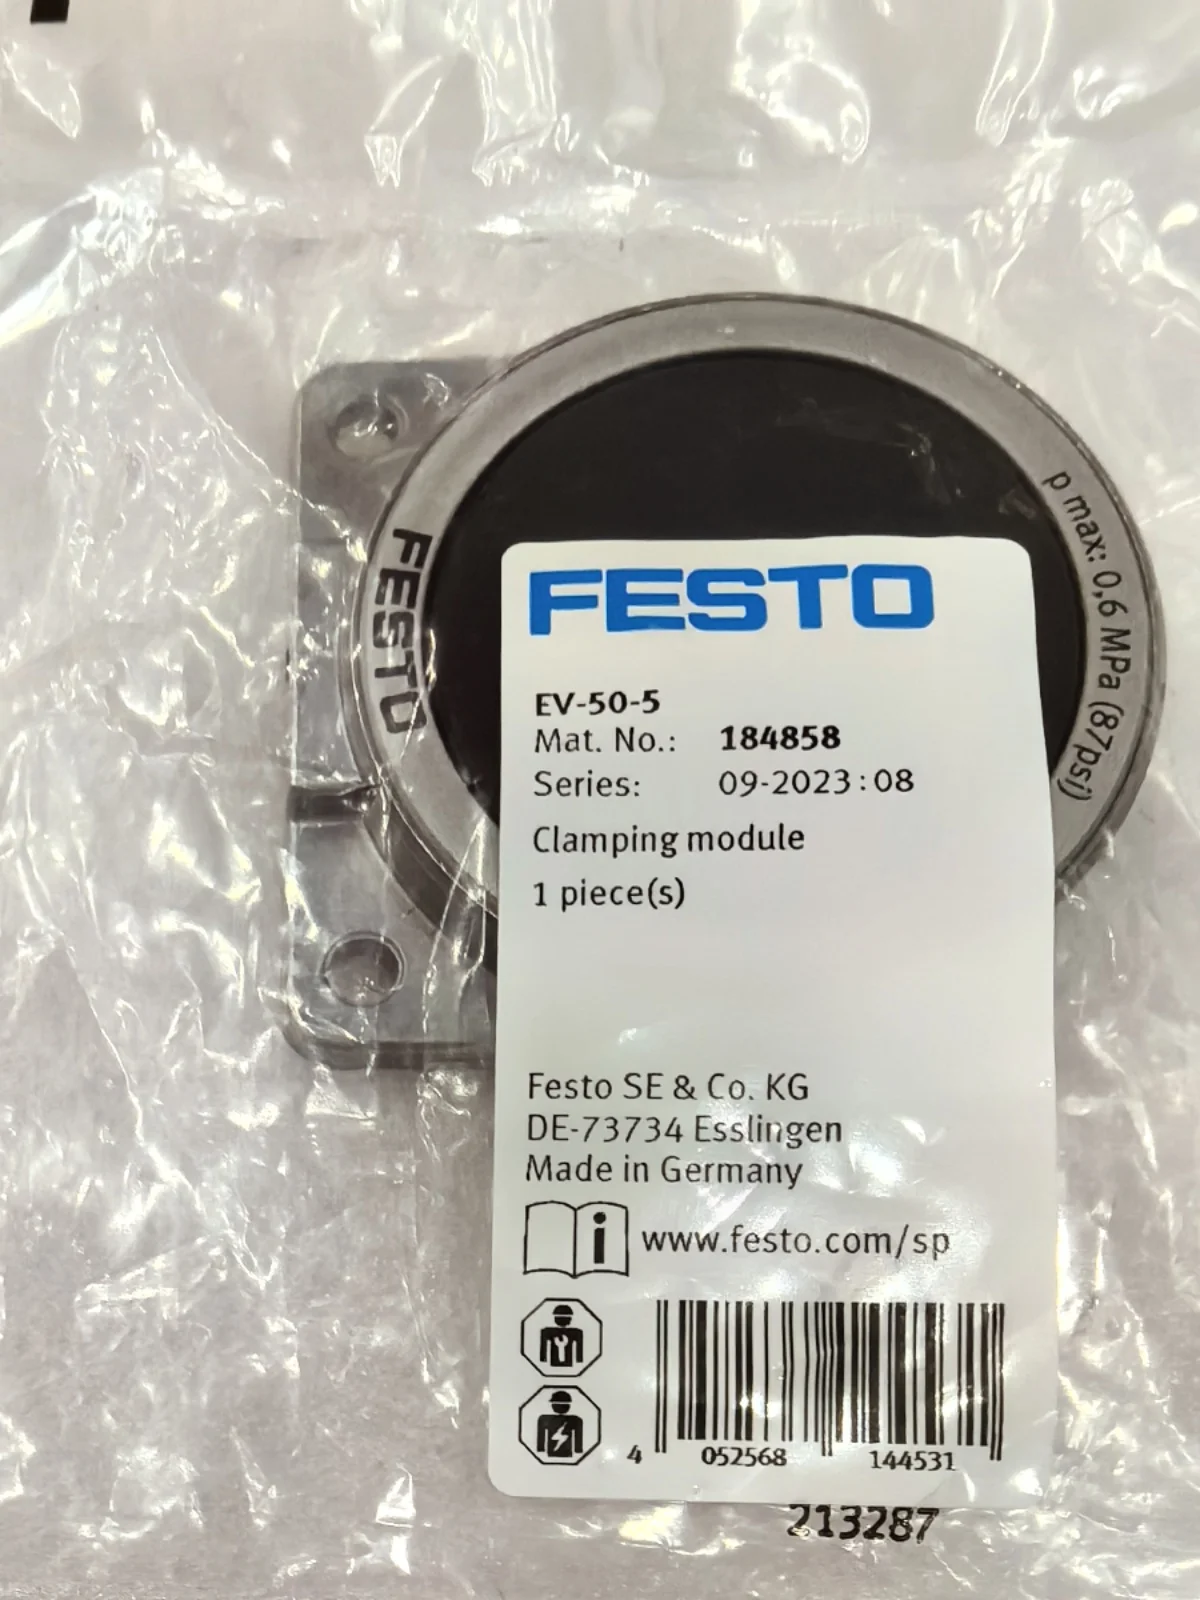 FESTO
p max: 0,6 MPa (87psi)
FESTO
EV-50-5
Mat. No.: 184858
Series: 09-2023:08
Clamping module
1 piece(s)
Festo SE & Co. KG
DE-73734 Esslingen
Made in Germany
i www.festo.com/sp
4 052568 144531
213287